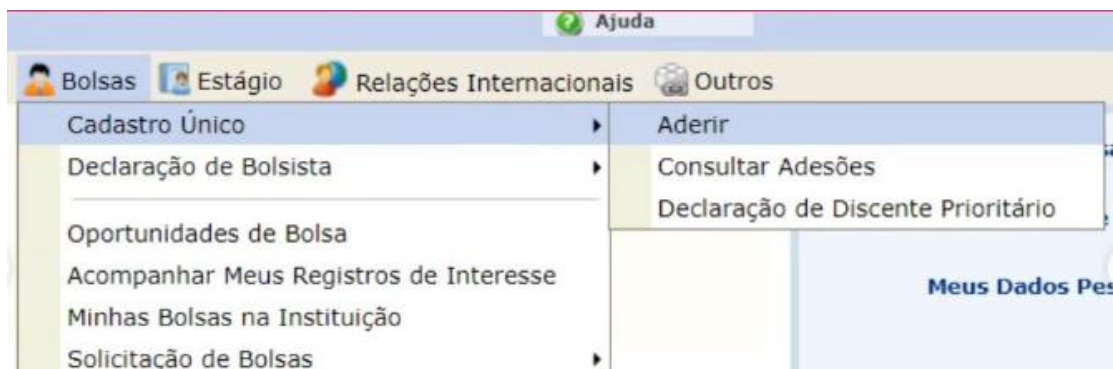 Ajuda
Bolsas Estágio Relações Internacionais Outros
Cadastro Único
Declaração de Bolsista
Oportunidades de Bolsa
Acompanhar Meus Registros de Interesse
Minhas Bolsas na Instituição
Solicitação de Bolsas
Aderir
Consultar Adesões
Declaração de Discente Prioritário
Meus Dados